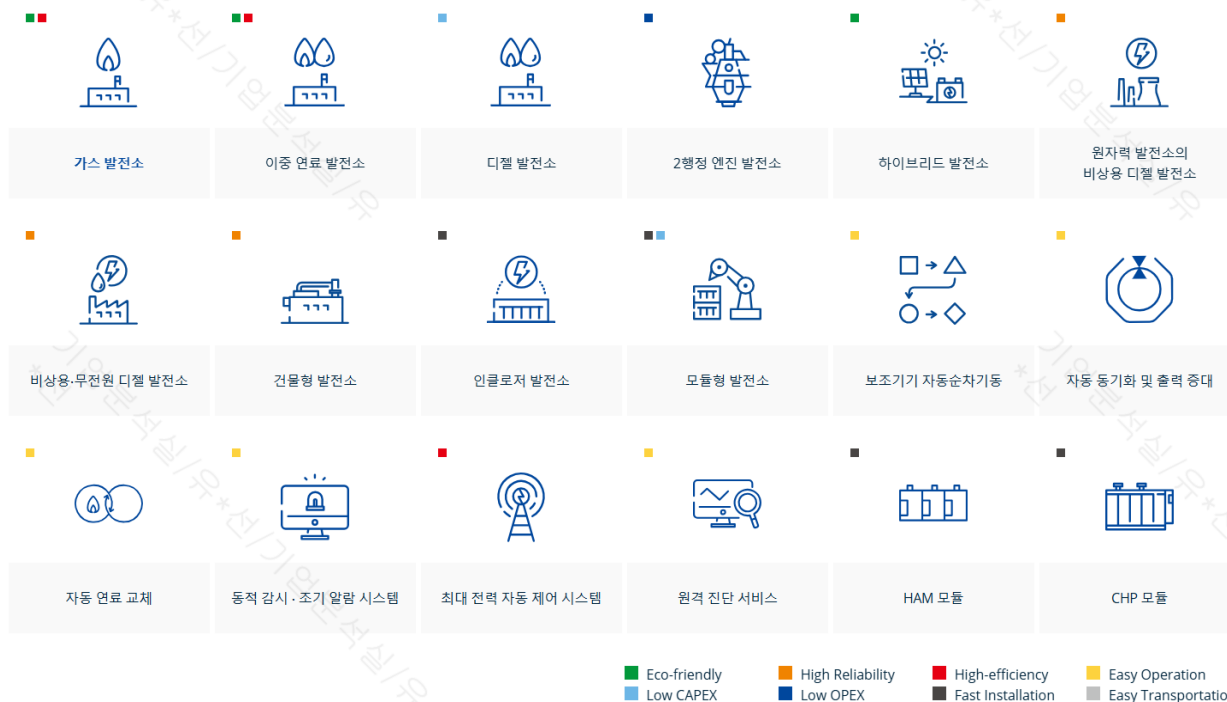 가스 발전소
이중 연료 발전소
디젤 발전소
2행정 엔진 발전소
하이브리드 발전소
원자력 발전소의
비상용 디젤 발전소
비상용·무전원 디젤 발전소
건물형 발전소
인클로저 발전소
모듈형 발전소
보조기기 자동순차기동
자동 동기화 및 출력 증대
자동 연료 교체
동적 감시 · 조기 알람 시스템
최대 전력 자동 제어 시스템
원격 진단 서비스
HAM 모듈
CHP 모듈
Eco-friendly
High Reliability
High-efficiency
Easy Operation
Low CAPEX
Low OPEX
Fast Installation
Easy Transportatio